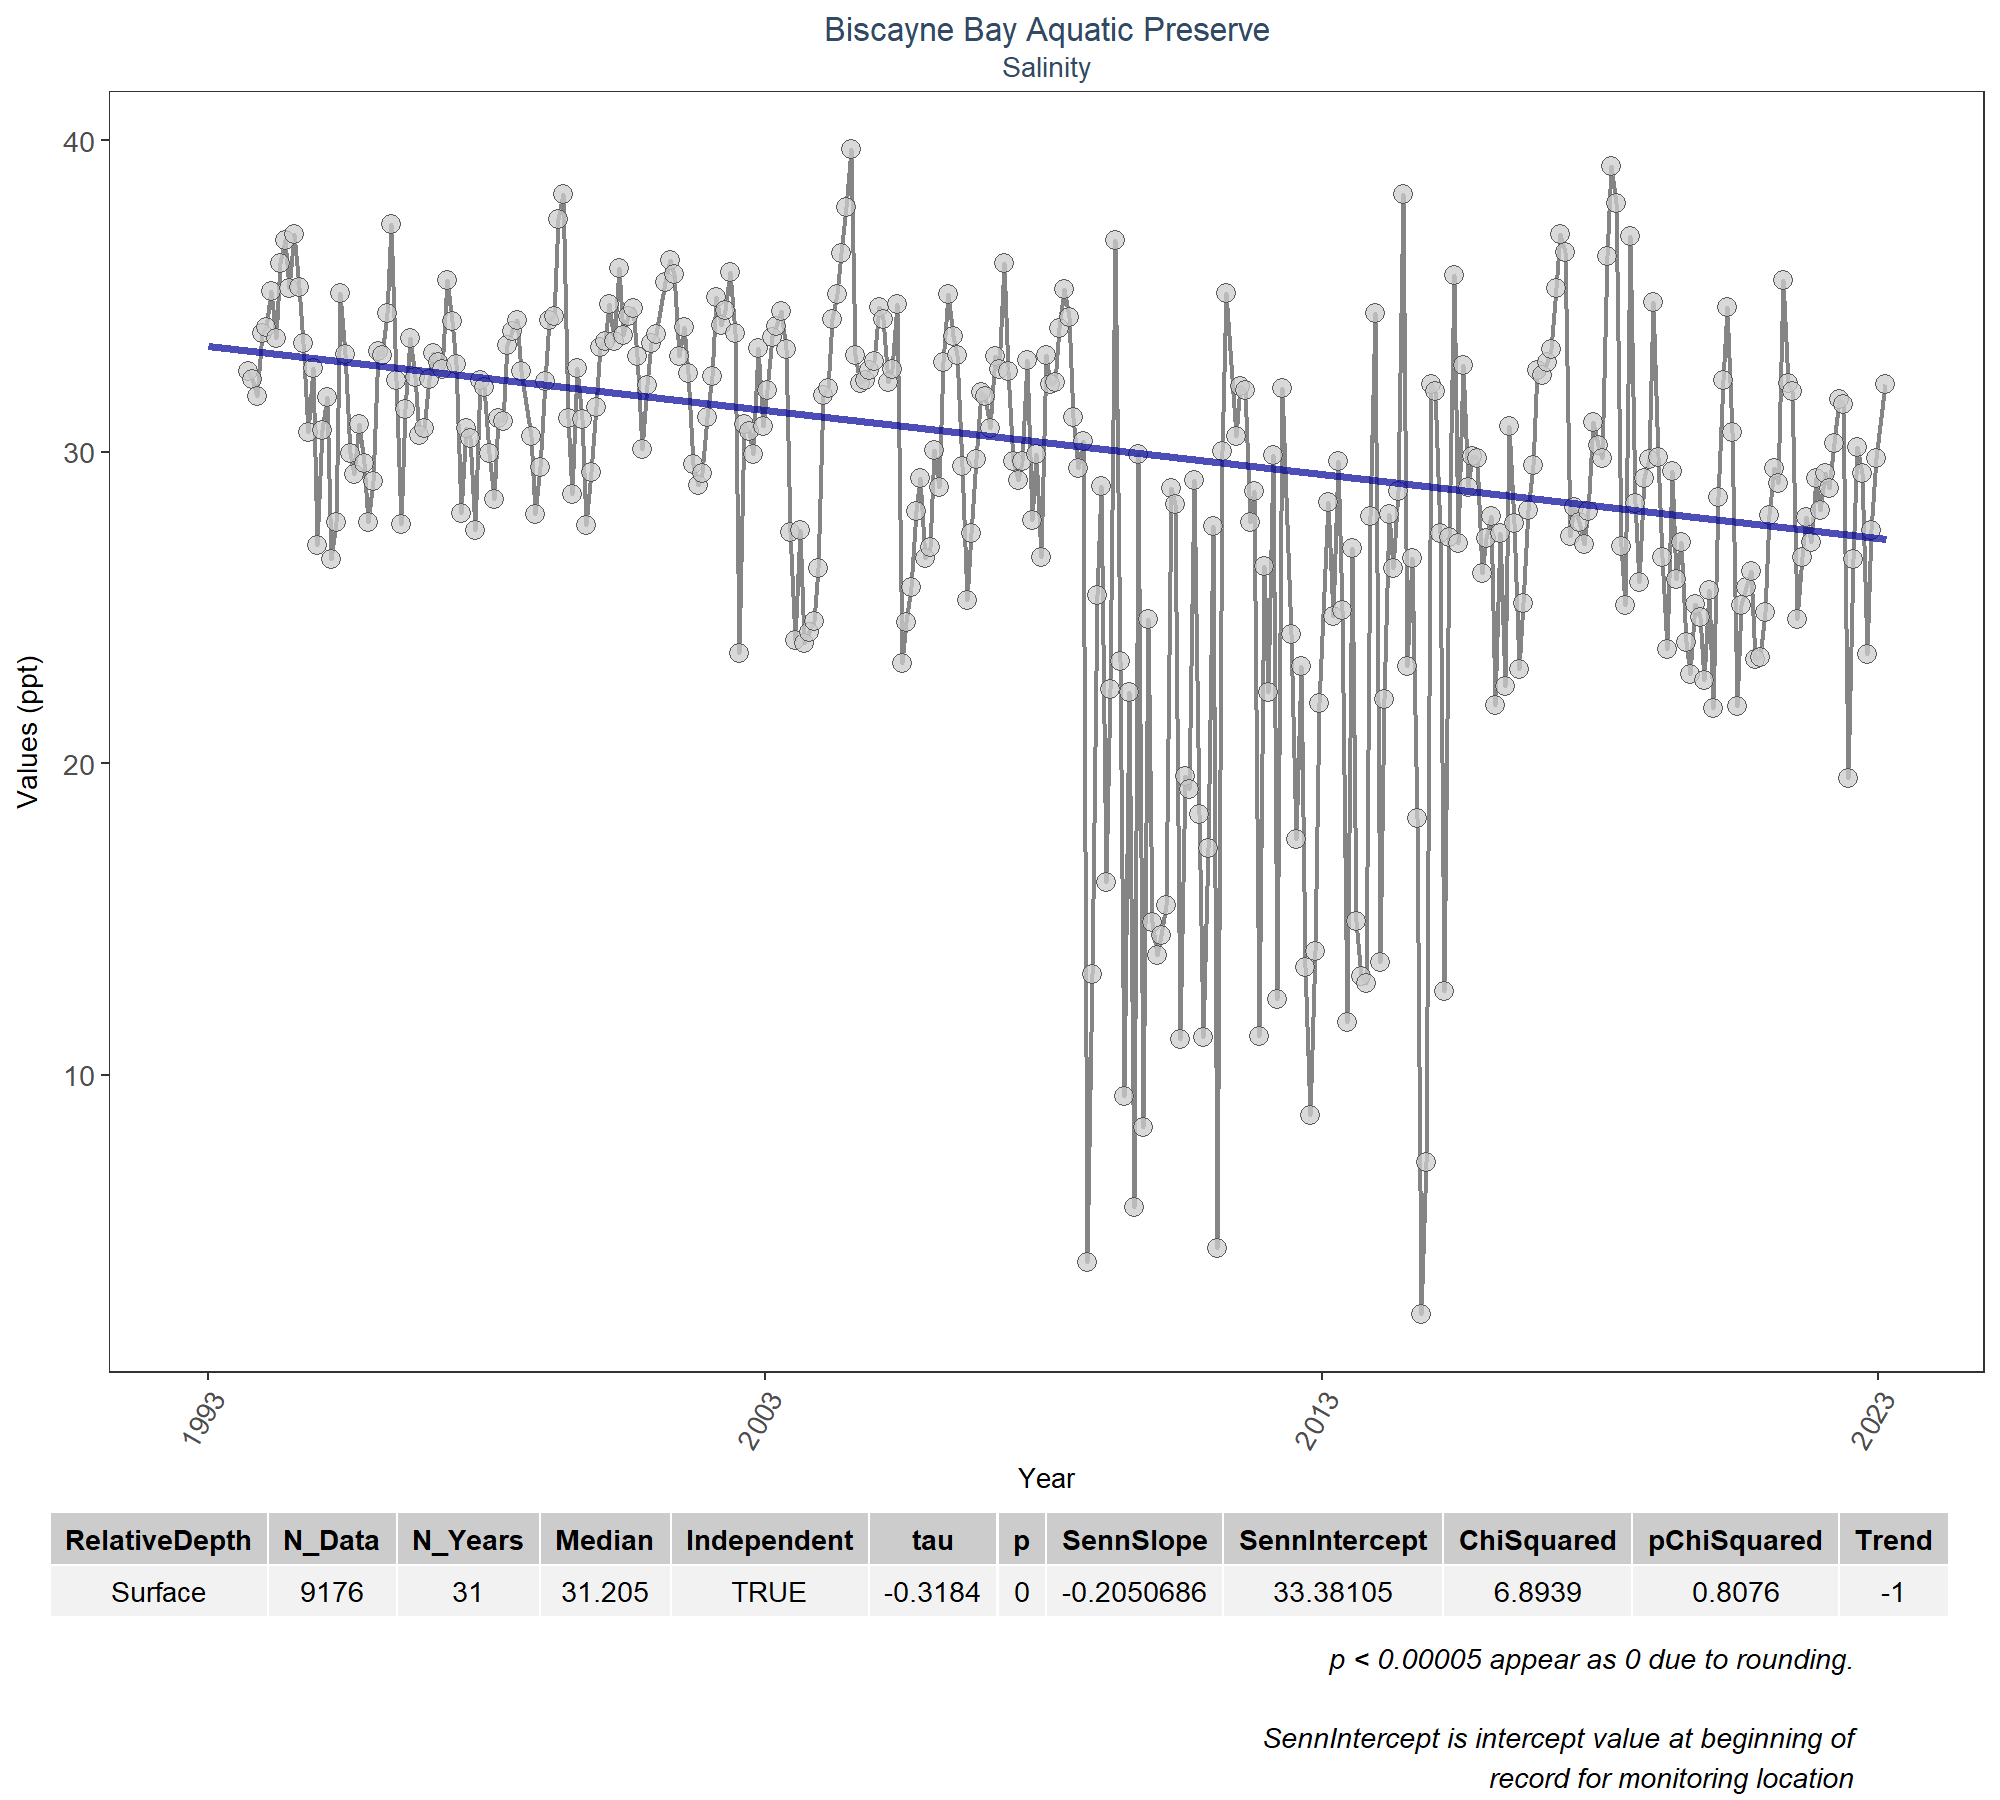 Biscayne Bay Aquatic Preserve
Salinity
40
30
20
10
Values (ppt)
1993
2003
2013
2023
Year
RelativeDepth N_Data N_Years Median Independent tau p SennSlope SennIntercept ChiSquared pChiSquared Trend
Surface 9176 31 31.205 TRUE -0.3184 0 -0.2050686 33.38105 6.8939 0.8076 -1
p < 0.00005 appear as 0 due to rounding.
SennIntercept is intercept value at beginning of
record for monitoring location